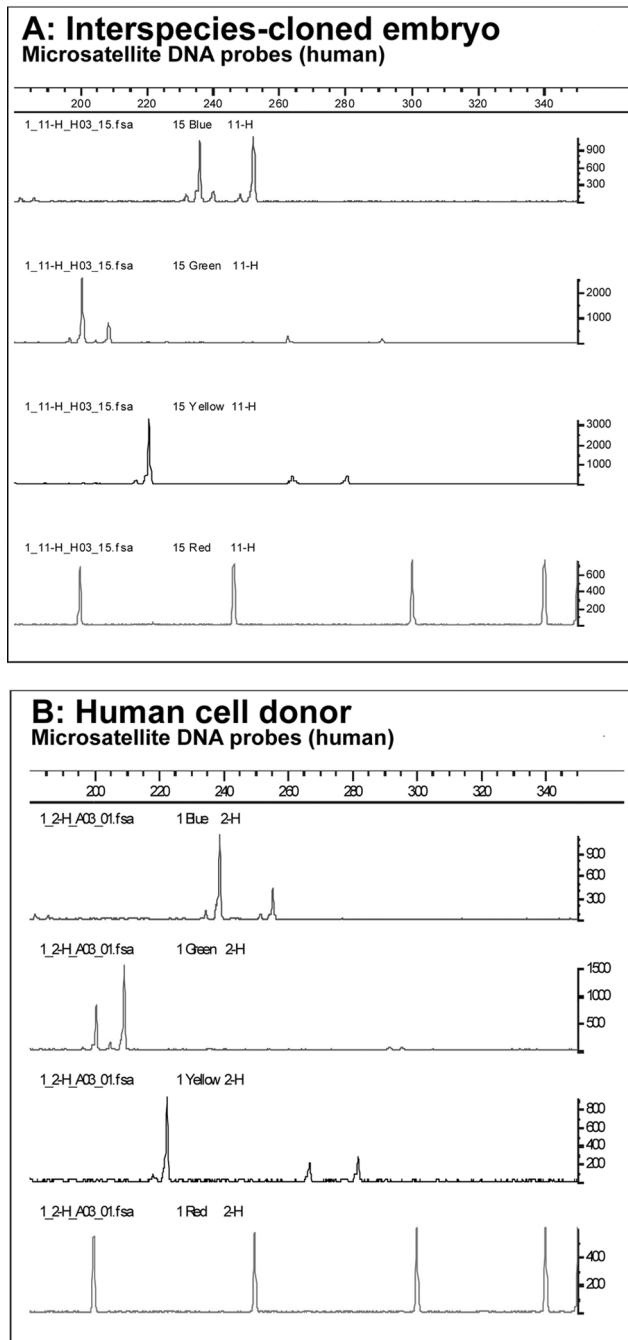 A: Interspecies-cloned embryo
Microsatellite DNA probes (human)
200 220 240 260 280 300 320 340
1_11-H_H03_15.fsa 15 Blue 11-H
900
600
300
1_11-H_H03_15.fsa 15 Green 11-H
2000
1000
1_11-H_H03_15.fsa 15 Yellow 11-H
3000
2000
1000
1_11-H_H03_15.fsa 15 Red 11-H
600
400
200
B: Human cell donor
Microsatellite DNA probes (human)
200 220 240 260 280 300 320 340
1_2-H_A03_01.fsa 1 Blue 2-H
900
600
300
1_2-H_A03_01.fsa 1 Green 2-H
1500
1000
500
1_2-H_A03_01.fsa 1 Yellow 2-H
800
600
400
200
1_2-H_A03_01.fsa 1 Red 2-H
400
200